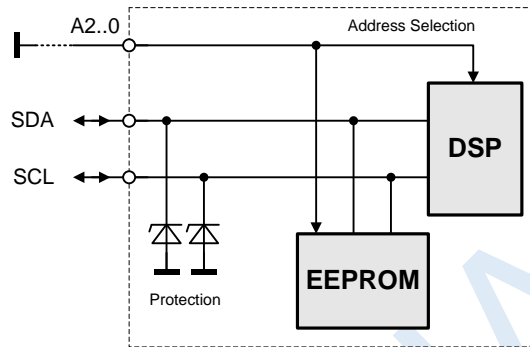 A2..0
Address Selection
SDA
DSP
SCL
EEPROM
Protection